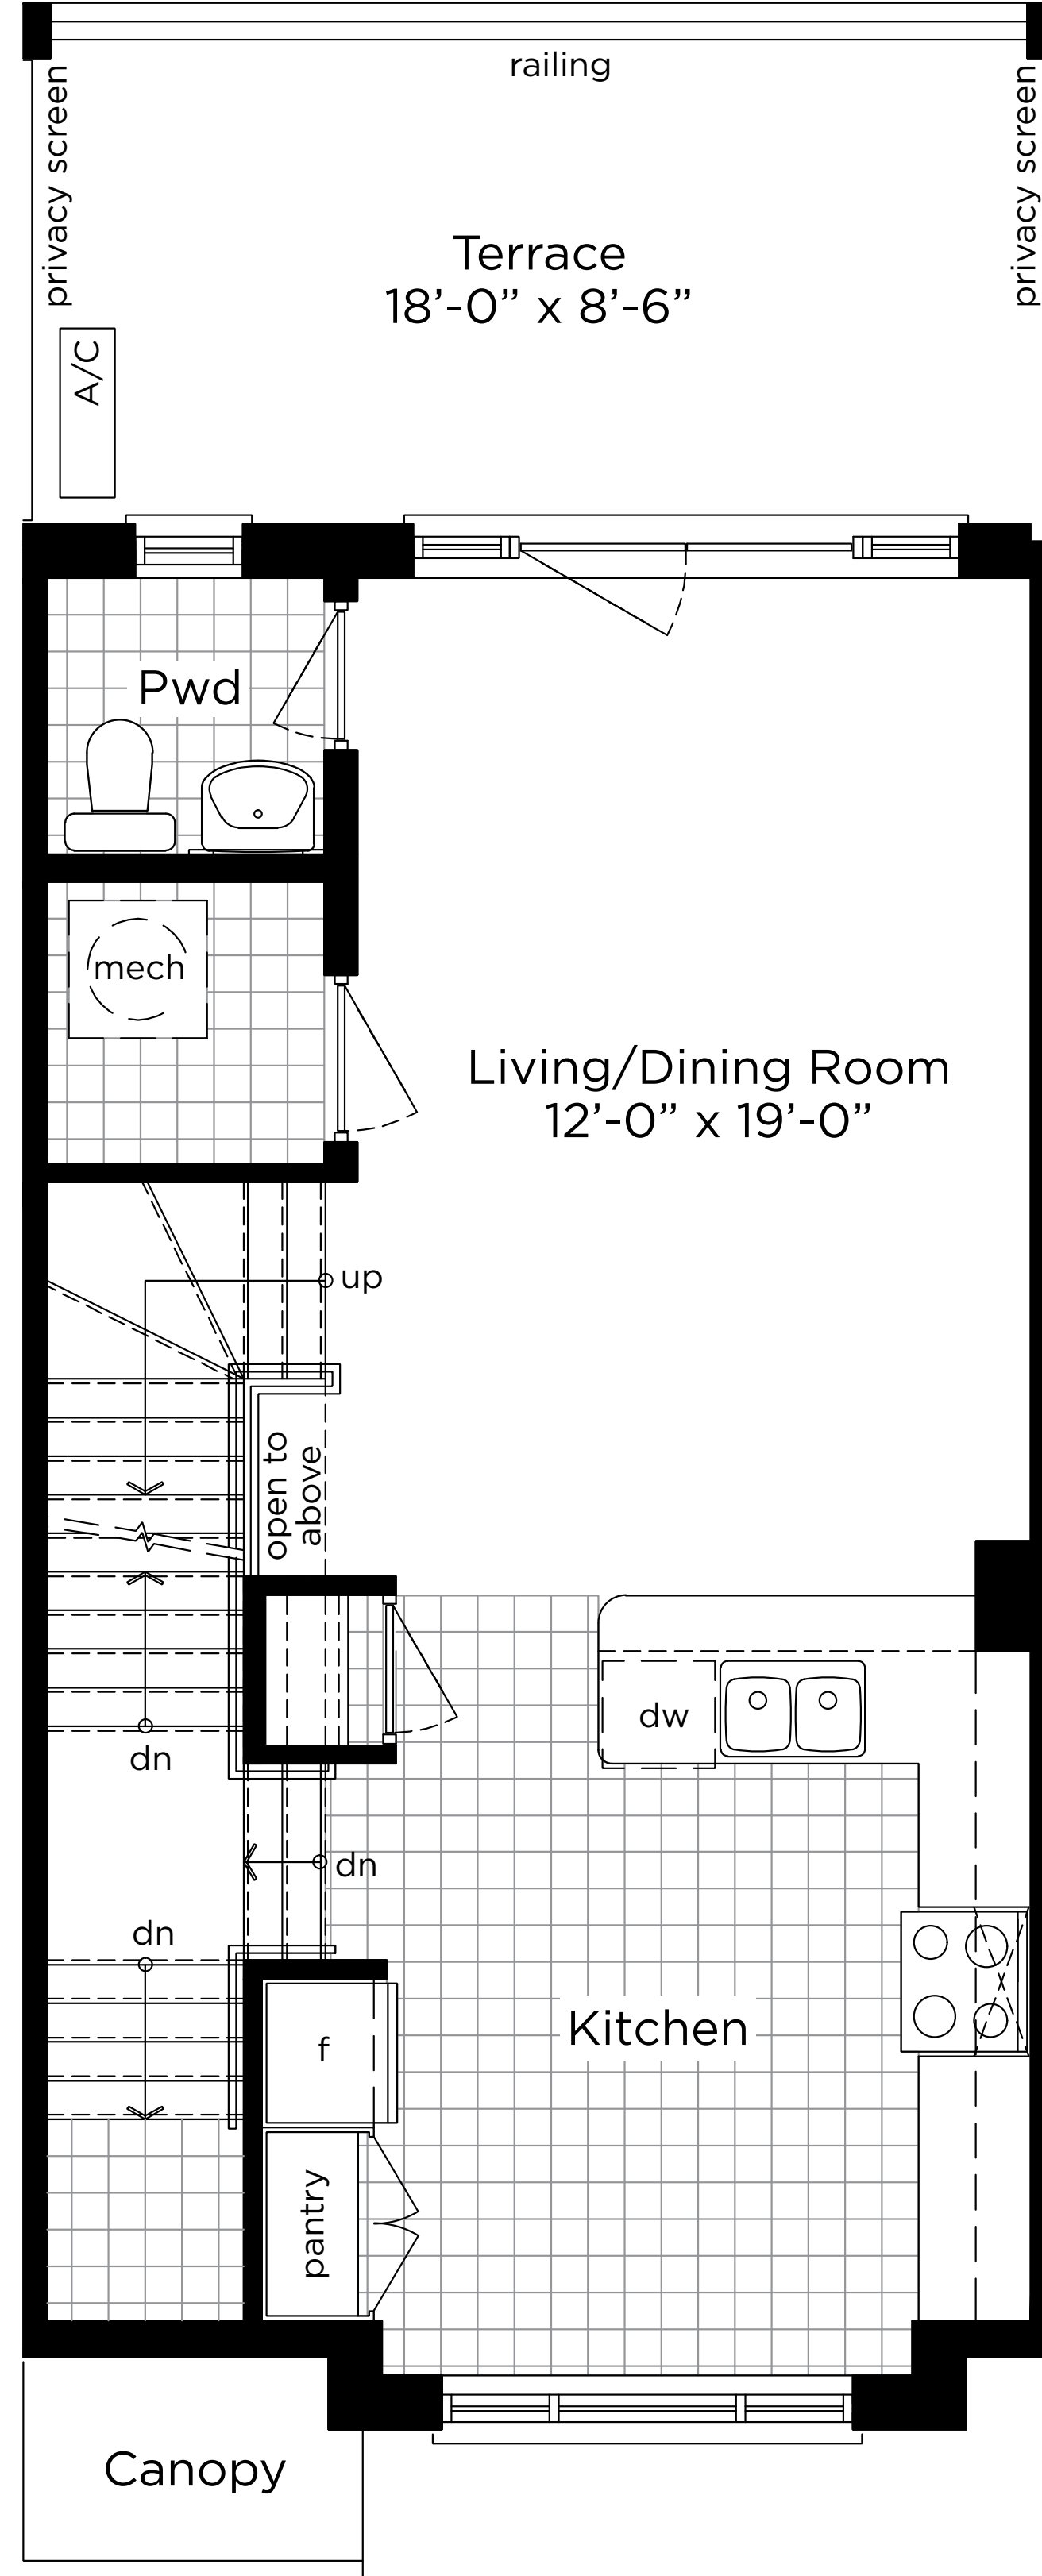 railing
privacy screen
privacy screen
Terrace
18’-0” x 8’-6”
A/C
Pwd
mech
Living/Dining Room
12’-0” x 19’-0”
up
open to
above
dw
dn
dn
dn
Kitchen
f
pantry
Canopy